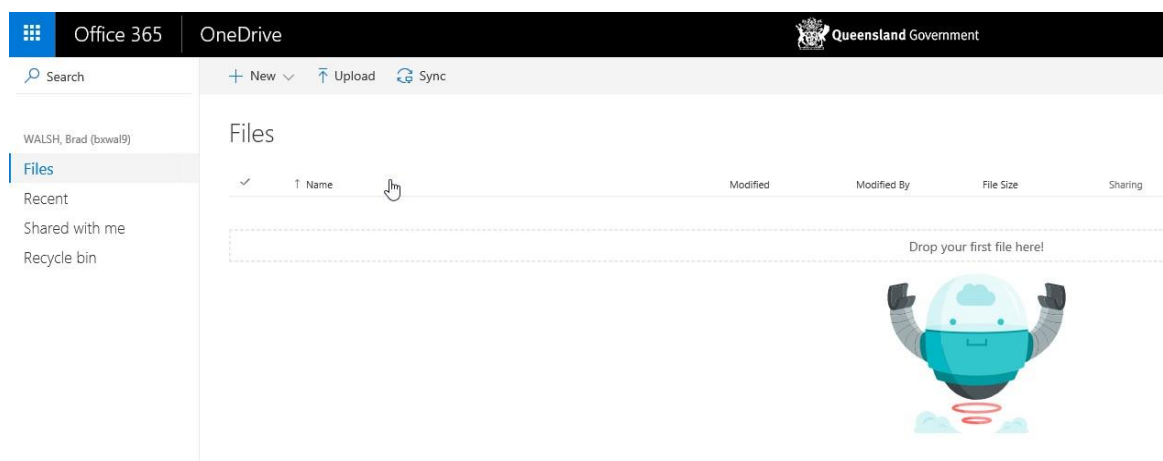 Office 365
OneDrive
Queensland Government
Search
New
Upload
Sync
WALSH, Brad (bxwal9)
Files
Recent
Shared with me
Recycle bin
Files
Name
Modified
Modified By
File Size
Sharing
Drop your first file here!